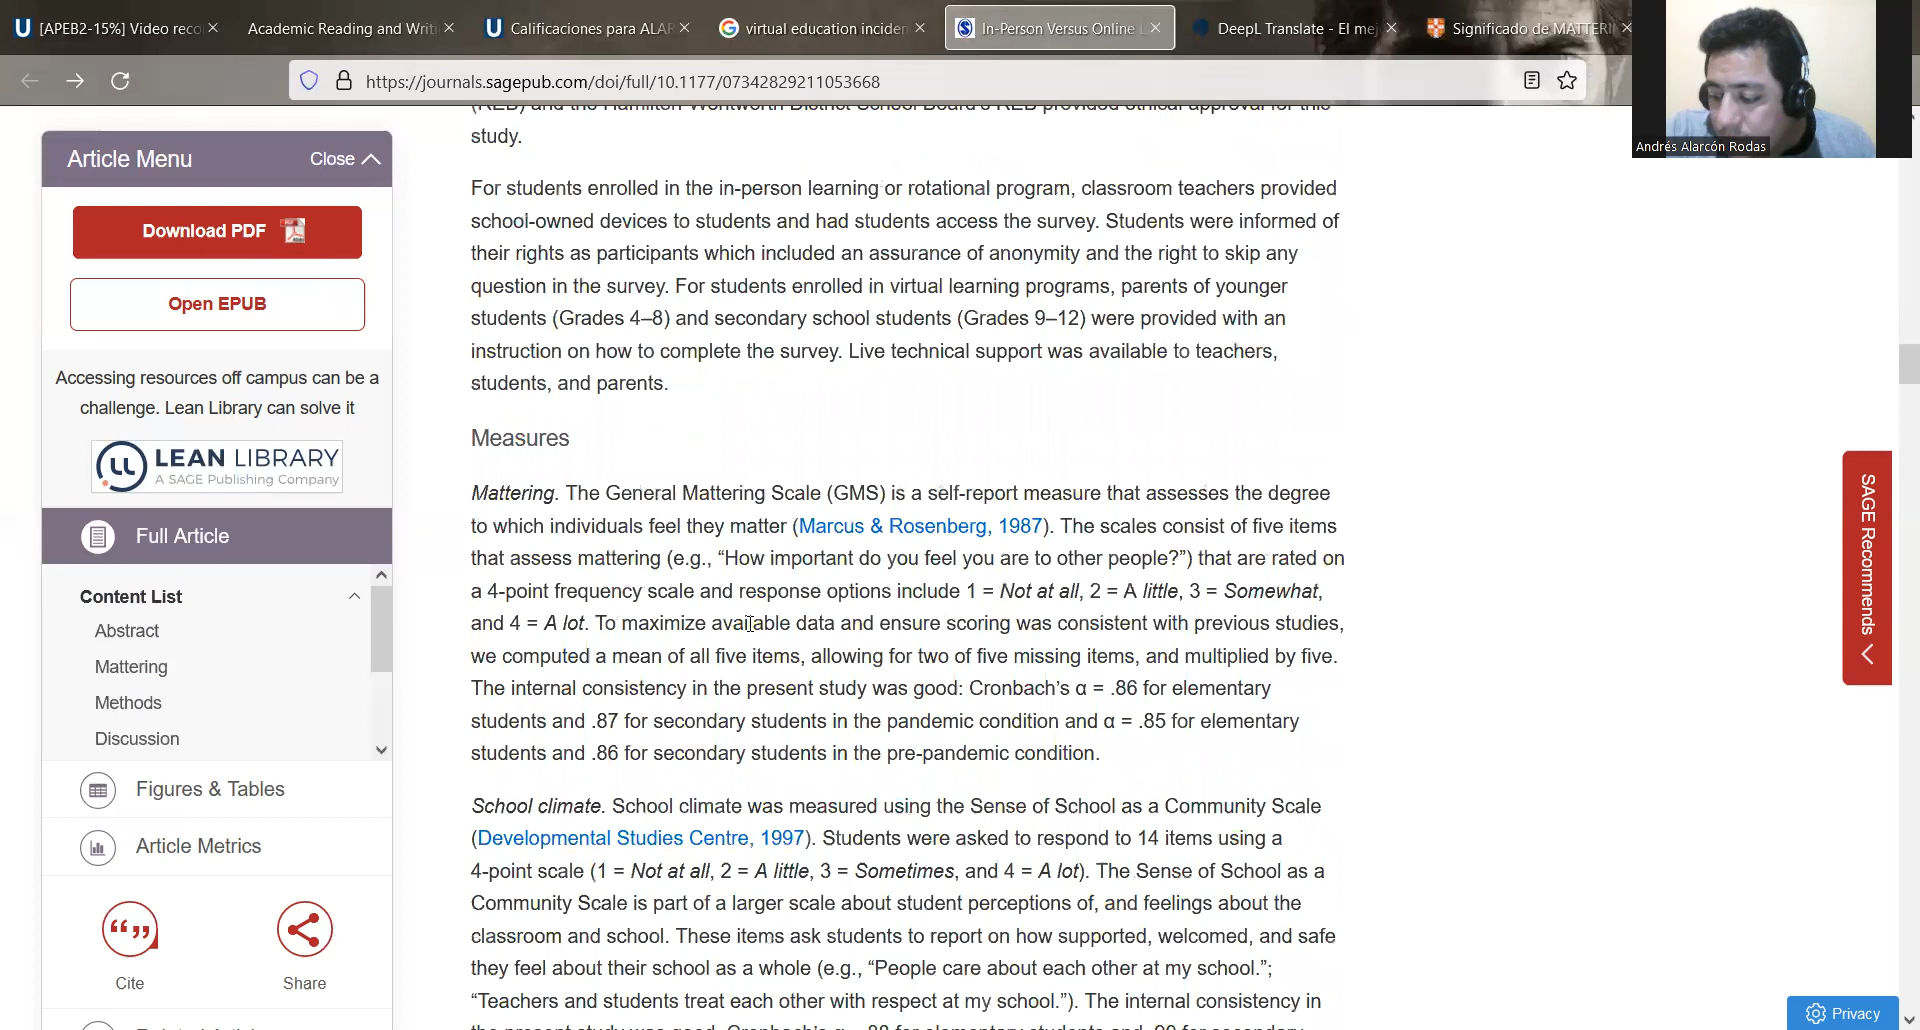 [APEB2-15%] Video reco
Academic Reading and Writi
Calificaciones para ALAR
virtual education inciden
In-Person Versus Online L
DeepL Translate - El mej
Significado de MATTERIN
https://journals.sagepub.com/doi/full/10.1177/07342829211053668
Andrés Alarcón Rodas
Article Menu
Close
Download PDF
Open EPUB
Accessing resources off campus can be a
challenge. Lean Library can solve it
LEAN LIBRARY
A SAGE Publishing Company
Full Article
Content List
Abstract
Mattering
Methods
Discussion
Figures & Tables
Article Metrics
Cite
Share
(REB) and the Hamilton-Wentworth District School Board's REB provided ethical approval for this
study.
For students enrolled in the in-person learning or rotational program, classroom teachers provided
school-owned devices to students and had students access the survey. Students were informed of
their rights as participants which included an assurance of anonymity and the right to skip any
question in the survey. For students enrolled in virtual learning programs, parents of younger
students (Grades 4–8) and secondary school students (Grades 9–12) were provided with an
instruction on how to complete the survey. Live technical support was available to teachers,
students, and parents.
Measures
Mattering. The General Mattering Scale (GMS) is a self-report measure that assesses the degree
to which individuals feel they matter (Marcus & Rosenberg, 1987). The scales consist of five items
that assess mattering (e.g., “How important do you feel you are to other people?”) that are rated on
a 4-point frequency scale and response options include 1 = Not at all, 2 = A little, 3 = Somewhat,
and 4 = A lot. To maximize available data and ensure scoring was consistent with previous studies,
we computed a mean of all five items, allowing for two of five missing items, and multiplied by five.
The internal consistency in the present study was good: Cronbach’s α = .86 for elementary
students and .87 for secondary students in the pandemic condition and α = .85 for elementary
students and .86 for secondary students in the pre-pandemic condition.
School climate. School climate was measured using the Sense of School as a Community Scale
(Developmental Studies Centre, 1997). Students were asked to respond to 14 items using a
4-point scale (1 = Not at all, 2 = A little, 3 = Sometimes, and 4 = A lot). The Sense of School as a
Community Scale is part of a larger scale about student perceptions of, and feelings about the
classroom and school. These items ask students to report on how supported, welcomed, and safe
they feel about their school as a whole (e.g., “People care about each other at my school.”;
“Teachers and students treat each other with respect at my school.”). The internal consistency in
SAGE Recommends
Privacy